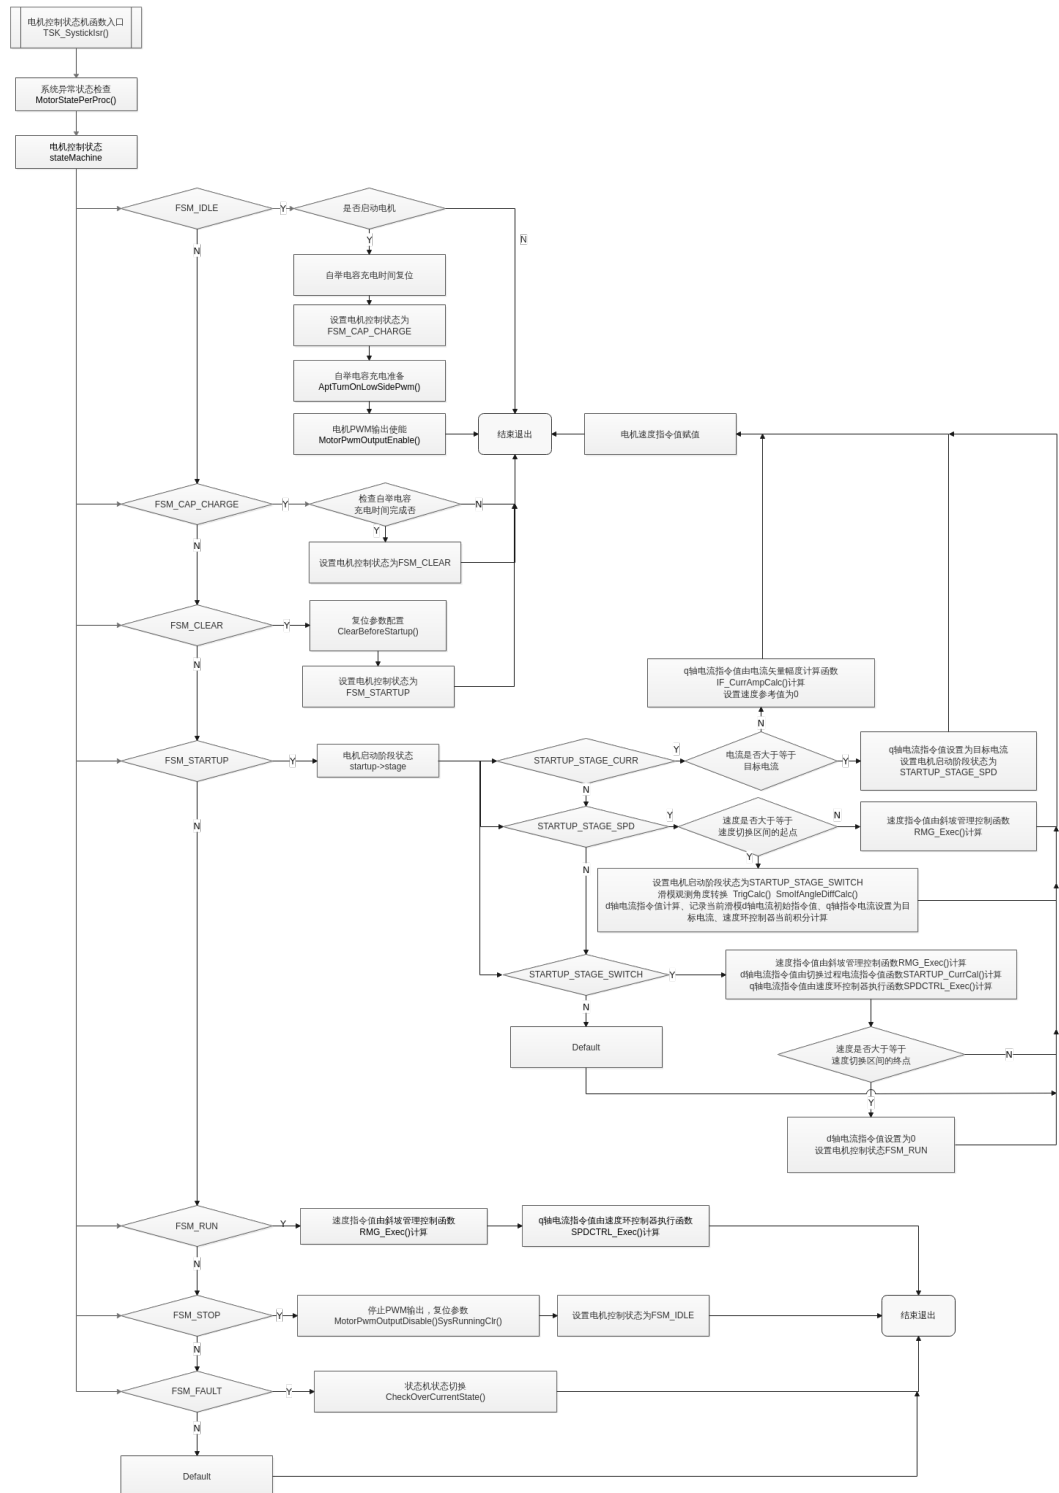 电机控制状态机函数入口
TSK_SystickIsr()
系统异常状态检查
MotorStatePerProc()
电机控制状态
stateMachine
FSM_IDLE
Y
是否启动电机
N
Y
N
自举电容充电时间复位
设置电机控制状态为
FSM_CAP_CHARGE
自举电容充电准备
AptTurnOnLowSidePwm()
电机PWM输出使能
MotorPwmOutputEnable()
结束退出
电机速度指令值赋值
FSM_CAP_CHARGE
Y
检查自举电容
充电时间完成否
N
Y
N
设置电机控制状态为FSM_CLEAR
FSM_CLEAR
Y
复位参数配置
ClearBeforeStartup()
N
设置电机控制状态为
FSM_STARTUP
q轴电流指令值由电流矢量幅度计算函数
IF_CurrAmpCalc()计算
设置速度参考值为0
N
FSM_STARTUP
Y
电机启动阶段状态
startup->stage
STARTUP_STAGE_CURR
Y
电流是否大于等于
目标电流
Y
q轴电流指令值设置为目标电流
设置电机启动阶段状态为
STARTUP_STAGE_SPD
N
N
STARTUP_STAGE_SPD
Y
速度是否大于等于
速度切换区间的起点
N
速度指令值由斜坡管理控制函数
RMG_Exec()计算
Y
N
设置电机启动阶段状态为STARTUP_STAGE_SWITCH
滑模观测角度转换 TrigCalc() SmoIfAngleDiffCalc()
d轴电流指令值计算、记录当前滑模d轴电流初始指令值、q轴指令电流设置为目
标电流、速度环控制器当前积分计算
STARTUP_STAGE_SWITCH
Y
速度指令值由斜坡管理控制函数RMG_Exec()计算
d轴电流指令值由切换过程电流指令值函数STARTUP_CurrCal()计算
q轴电流指令值由速度环控制器执行函数SPDCTRL_Exec()计算
N
Default
速度是否大于等于
速度切换区间的终点
N
Y
d轴电流指令值设置为0
设置电机控制状态FSM_RUN
FSM_RUN
Y
速度指令值由斜坡管理控制函数
RMG_Exec()计算
q轴电流指令值由速度环控制器执行函数
SPDCTRL_Exec()计算
N
FSM_STOP
Y
停止PWM输出，复位参数
MotorPwmOutputDisable()SysRunningClr()
设置电机控制状态为FSM_IDLE
结束退出
N
FSM_FAULT
Y
状态机状态切换
CheckOverCurrentState()
N
Default